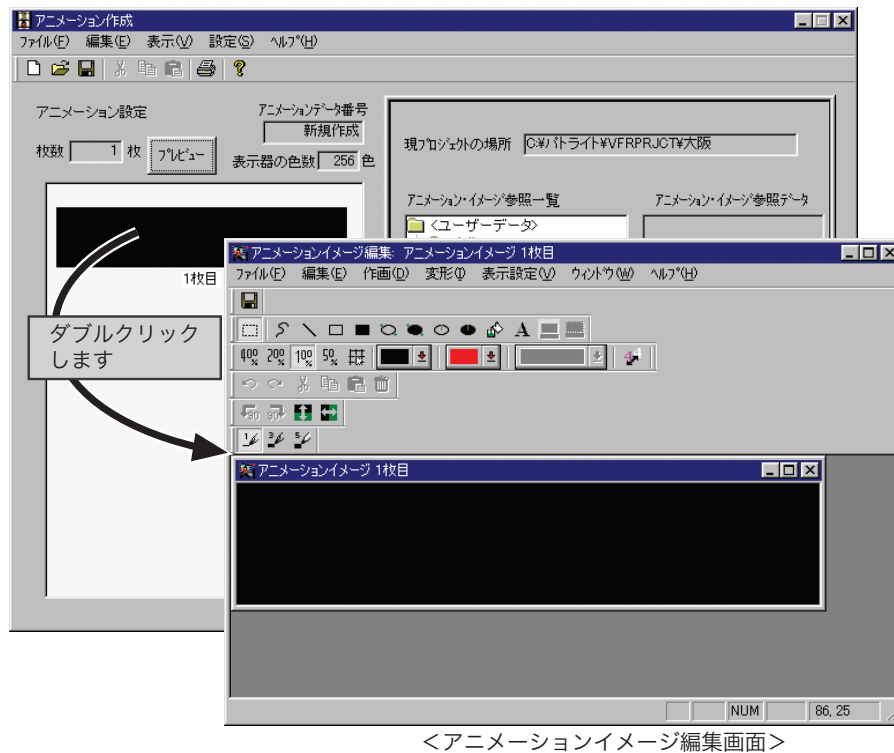 アニメーション作成
ファイル(F) 編集(E) 表示(V) 設定(S) ヘルプ(H)
アニメーション設定
アニメーションデータ番号
新規作成
枚数 1 枚 プレビュー
表示器の色数 256 色
現プロジェクトの場所 C:¥パトライト¥VFRPRJCT¥大阪
アニメーション・イメージ参照一覧
アニメーション・イメージ参照データ
<ユーザーデータ>
1枚目
ダブルクリック
します
アニメーションイメージ編集: アニメーションイメージ 1枚目
ファイル(F) 編集(E) 作画(D) 変形(I) 表示設定(V) ウィンドウ(W) ヘルプ(H)
A
400% 200% 100% 50%
90 90
1 3 5
アニメーションイメージ 1枚目
NUM 86, 25
<アニメーションイメージ編集画面>